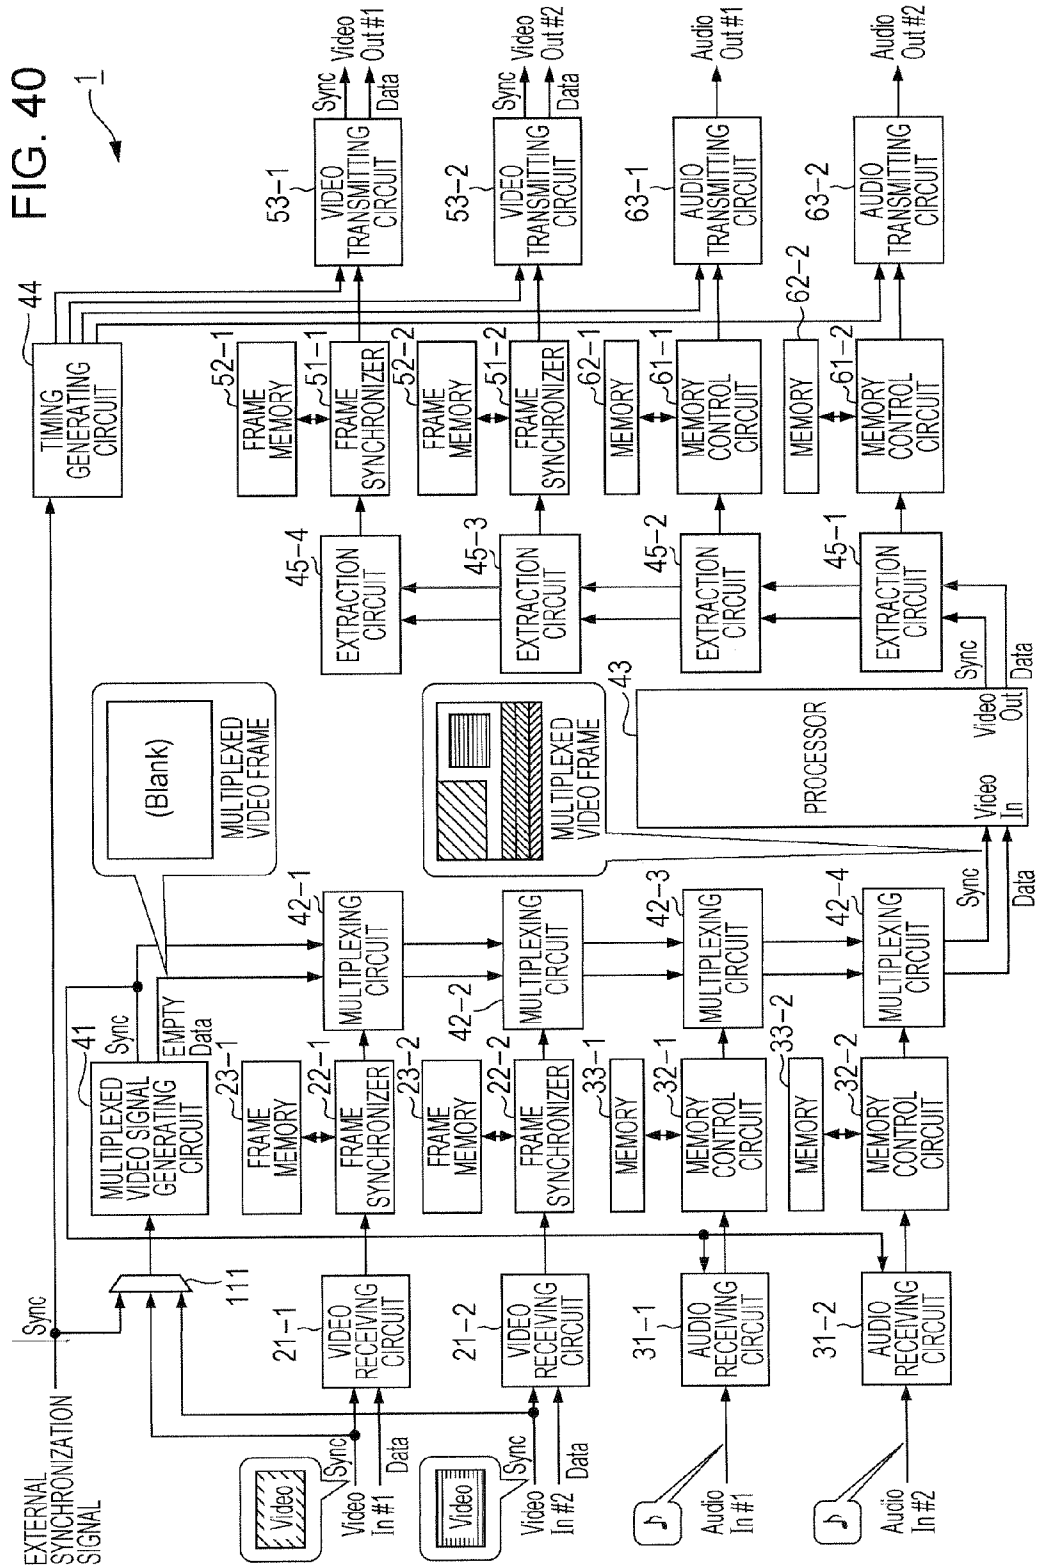 FIG. 40
1
EXTERNAL
SYNCHRONIZATION
SIGNAL
Sync
111
41
MULTIPLEXED
VIDEO SIGNAL
GENERATING
CIRCUIT
Sync
EMPTY
Data
(Blank)
MULTIPLEXED
VIDEO FRAME
44
TIMING
GENERATING
CIRCUIT
Video
Sync
Video
In #1
Data
21-1
VIDEO
RECEIVING
CIRCUIT
23-1
FRAME
MEMORY
22-1
FRAME
SYNCHRONIZER
42-1
MULTIPLEXING
CIRCUIT
45-4
EXTRACTION
CIRCUIT
52-1
FRAME
MEMORY
51-1
FRAME
SYNCHRONIZER
53-1
VIDEO
TRANSMITTING
CIRCUIT
Sync
Video
Out #1
Data
Video
Sync
Video
In #2
Data
21-2
VIDEO
RECEIVING
CIRCUIT
23-2
FRAME
MEMORY
22-2
FRAME
SYNCHRONIZER
42-2
MULTIPLEXING
CIRCUIT
MULTIPLEXED
VIDEO FRAME
45-3
EXTRACTION
CIRCUIT
52-2
FRAME
MEMORY
51-2
FRAME
SYNCHRONIZER
53-2
VIDEO
TRANSMITTING
CIRCUIT
Sync
Video
Out #2
Data
♪
Audio
In #1
31-1
AUDIO
RECEIVING
CIRCUIT
33-1
MEMORY
32-1
MEMORY
CONTROL
CIRCUIT
42-3
MULTIPLEXING
CIRCUIT
43
PROCESSOR
45-2
EXTRACTION
CIRCUIT
62-1
MEMORY
61-1
MEMORY
CONTROL
CIRCUIT
63-1
AUDIO
TRANSMITTING
CIRCUIT
Audio
Out #1
♪
Audio
In #2
31-2
AUDIO
RECEIVING
CIRCUIT
33-2
MEMORY
32-2
MEMORY
CONTROL
CIRCUIT
42-4
MULTIPLEXING
CIRCUIT
Sync
Data
Video
In
Video
Out
Sync
Data
45-1
EXTRACTION
CIRCUIT
62-2
MEMORY
61-2
MEMORY
CONTROL
CIRCUIT
63-2
AUDIO
TRANSMITTING
CIRCUIT
Audio
Out #2